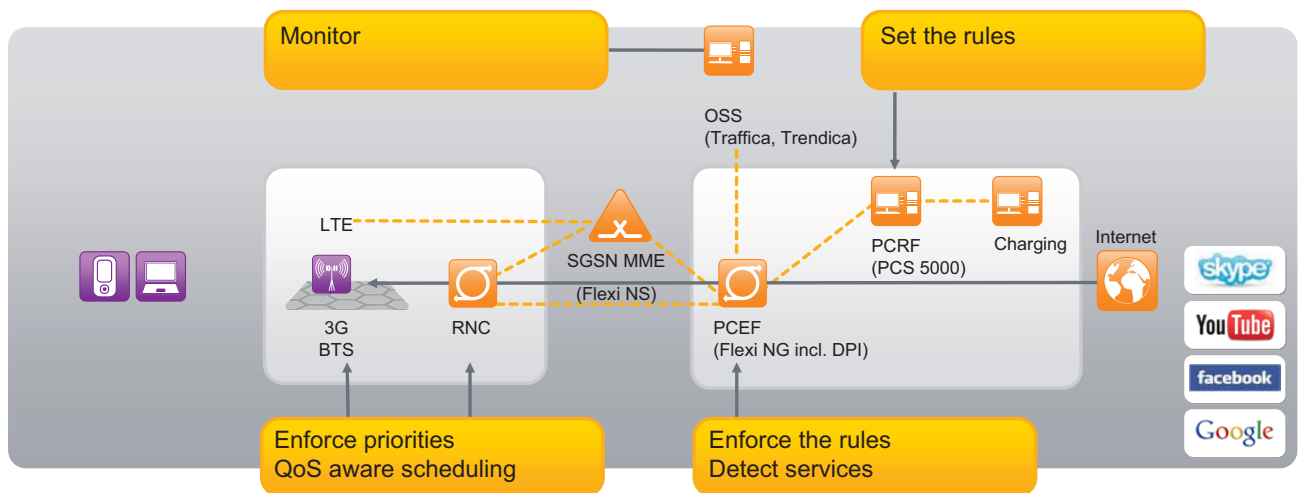 Monitor
Set the rules
OSS
(Traffica, Trendica)
LTE
SGSN MME
(Flexi NS)
3G
BTS
RNC
PCEF
(Flexi NG incl. DPI)
PCRF
(PCS 5000)
Charging
Internet
skype
YouTube
facebook
Google
Enforce priorities
QoS aware scheduling
Enforce the rules
Detect services